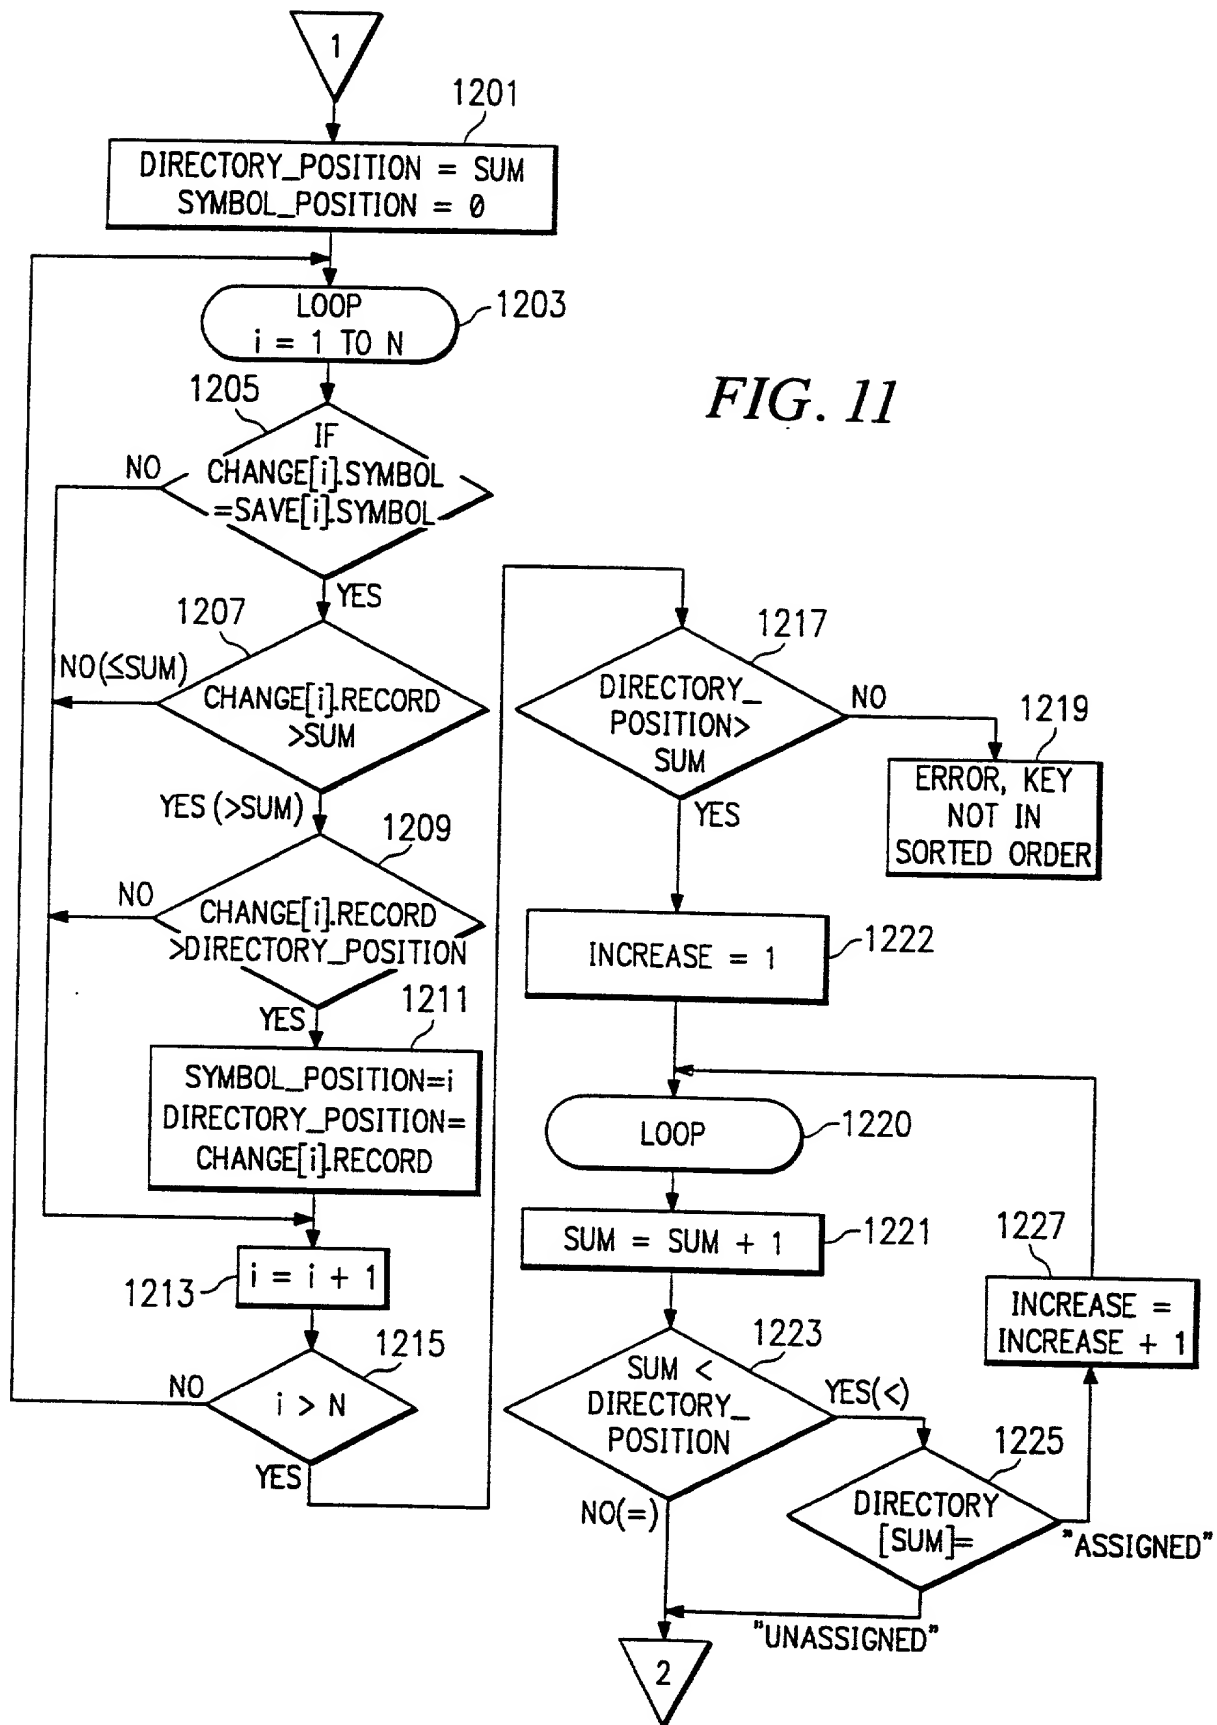 1
1201
DIRECTORY_POSITION = SUM
SYMBOL_POSITION = 0
LOOP
i = 1 TO N
1203
FIG. 11
1205
IF
CHANGE[i].SYMBOL
=SAVE[i].SYMBOL
NO
YES
1207
NO(≤SUM)
CHANGE[i].RECORD
>SUM
YES (>SUM)
1209
NO
CHANGE[i].RECORD
>DIRECTORY_POSITION
YES
1211
SYMBOL_POSITION=i
DIRECTORY_POSITION=
CHANGE[i].RECORD
1213
i = i + 1
1215
NO
i > N
YES
1217
DIRECTORY_
POSITION>
SUM
NO
YES
1219
ERROR, KEY
NOT IN
SORTED ORDER
INCREASE = 1
1222
LOOP
1220
SUM = SUM + 1
1221
1227
INCREASE =
INCREASE + 1
1223
SUM <
DIRECTORY_
POSITION
YES(<)
NO(=)
1225
DIRECTORY
[SUM]=
"ASSIGNED"
"UNASSIGNED"
2